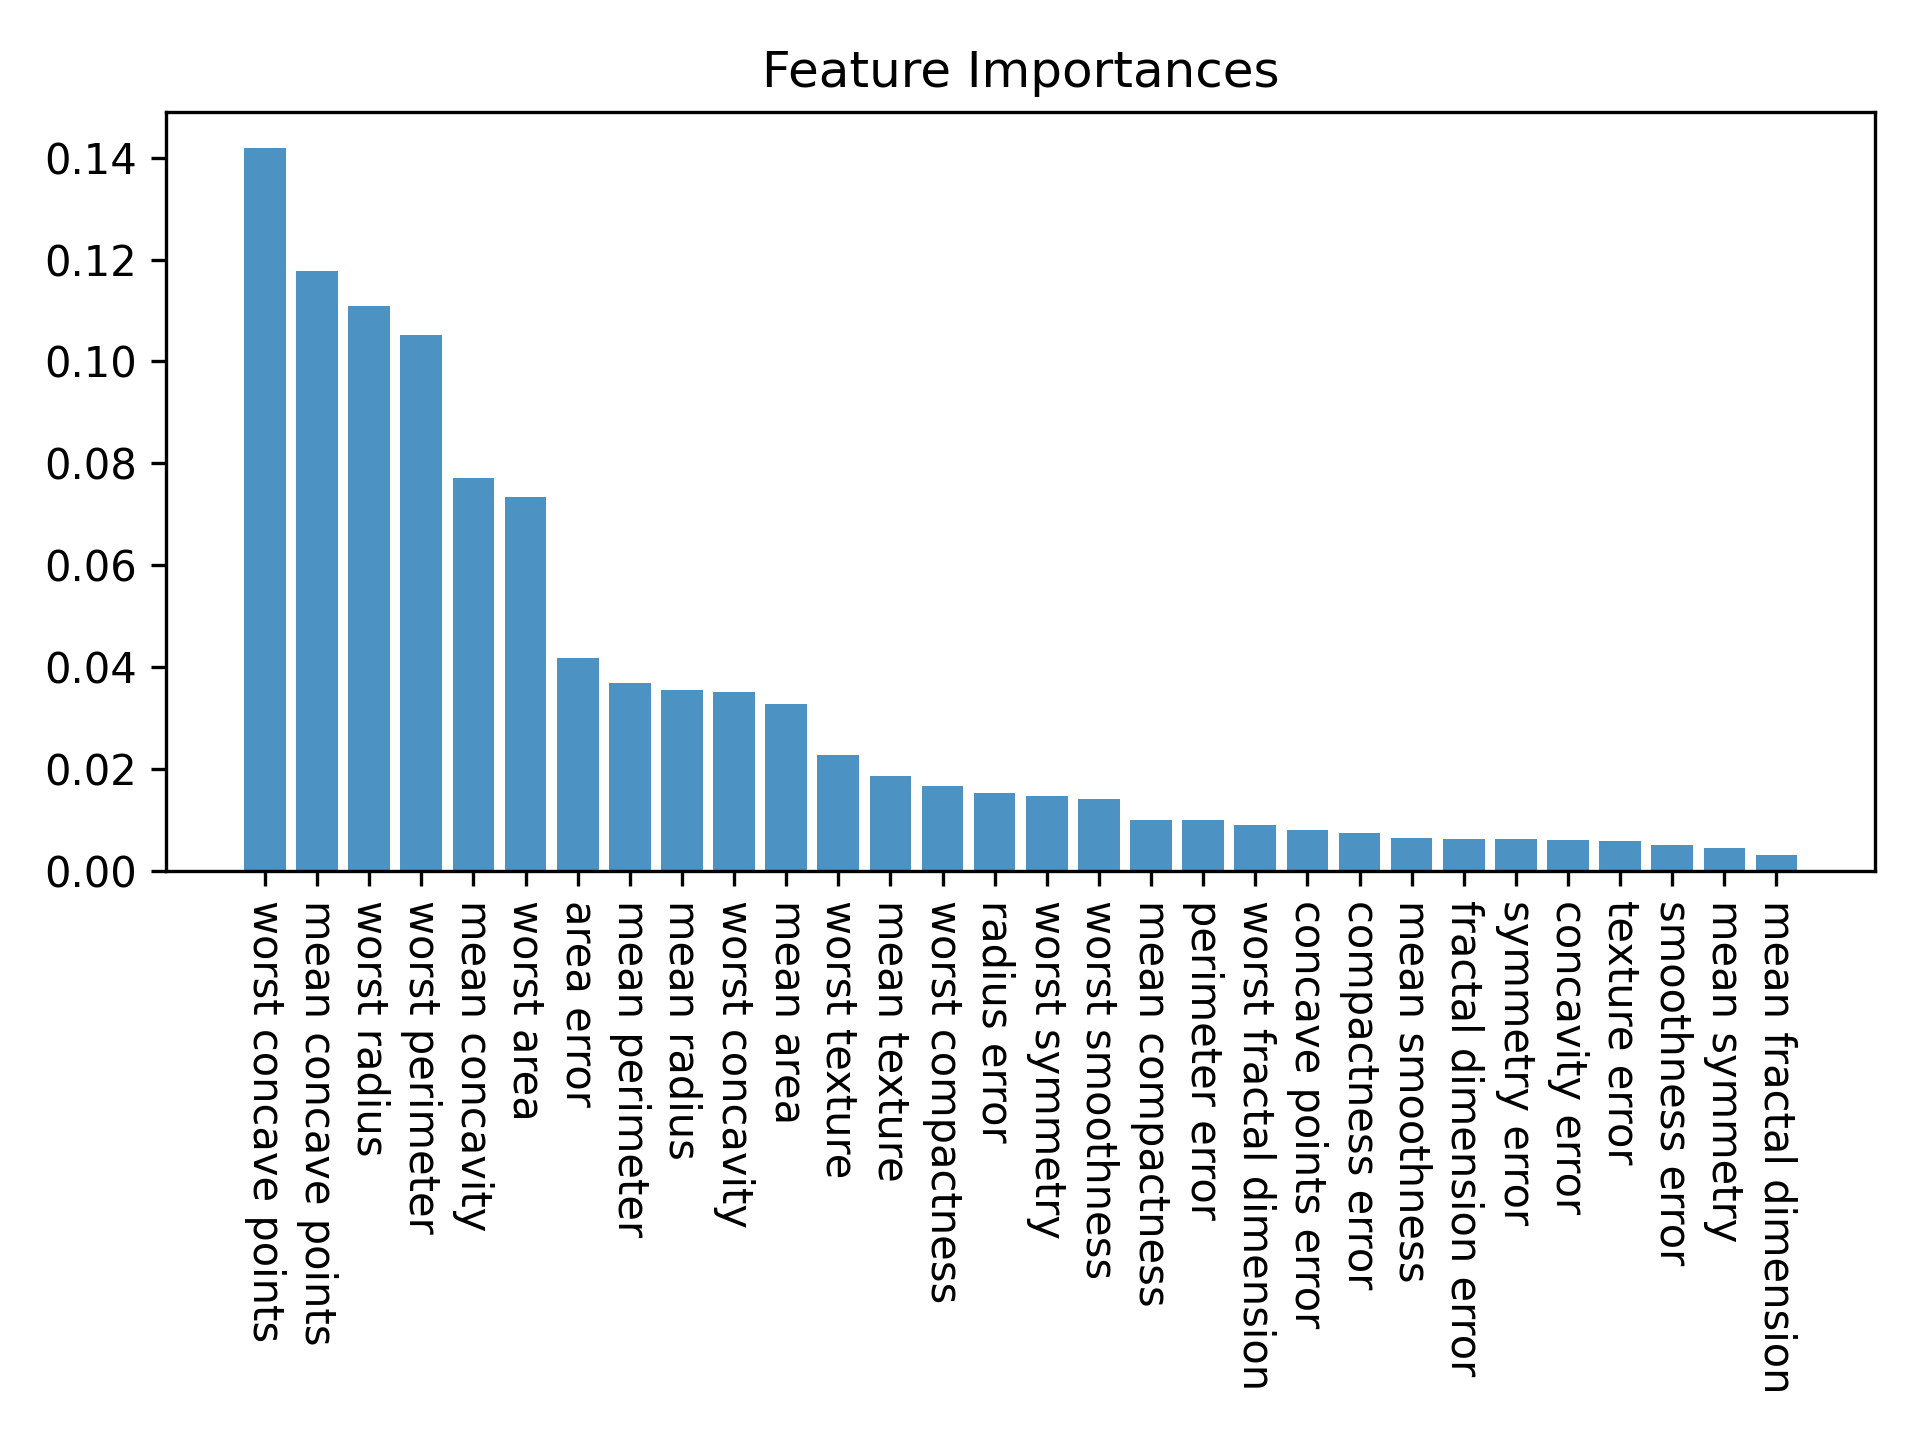 Feature Importances
0.14
0.12
0.10
0.08
0.06
0.04
0.02
0.00
worst concave points
mean concave points
worst radius
worst perimeter
mean concavity
worst area
area error
mean perimeter
mean radius
worst concavity
mean area
worst texture
mean texture
worst compactness
radius error
worst symmetry
worst smoothness
mean compactness
perimeter error
worst fractal dimension
concave points error
compactness error
mean smoothness
fractal dimension error
symmetry error
concavity error
texture error
smoothness error
mean symmetry
mean fractal dimension